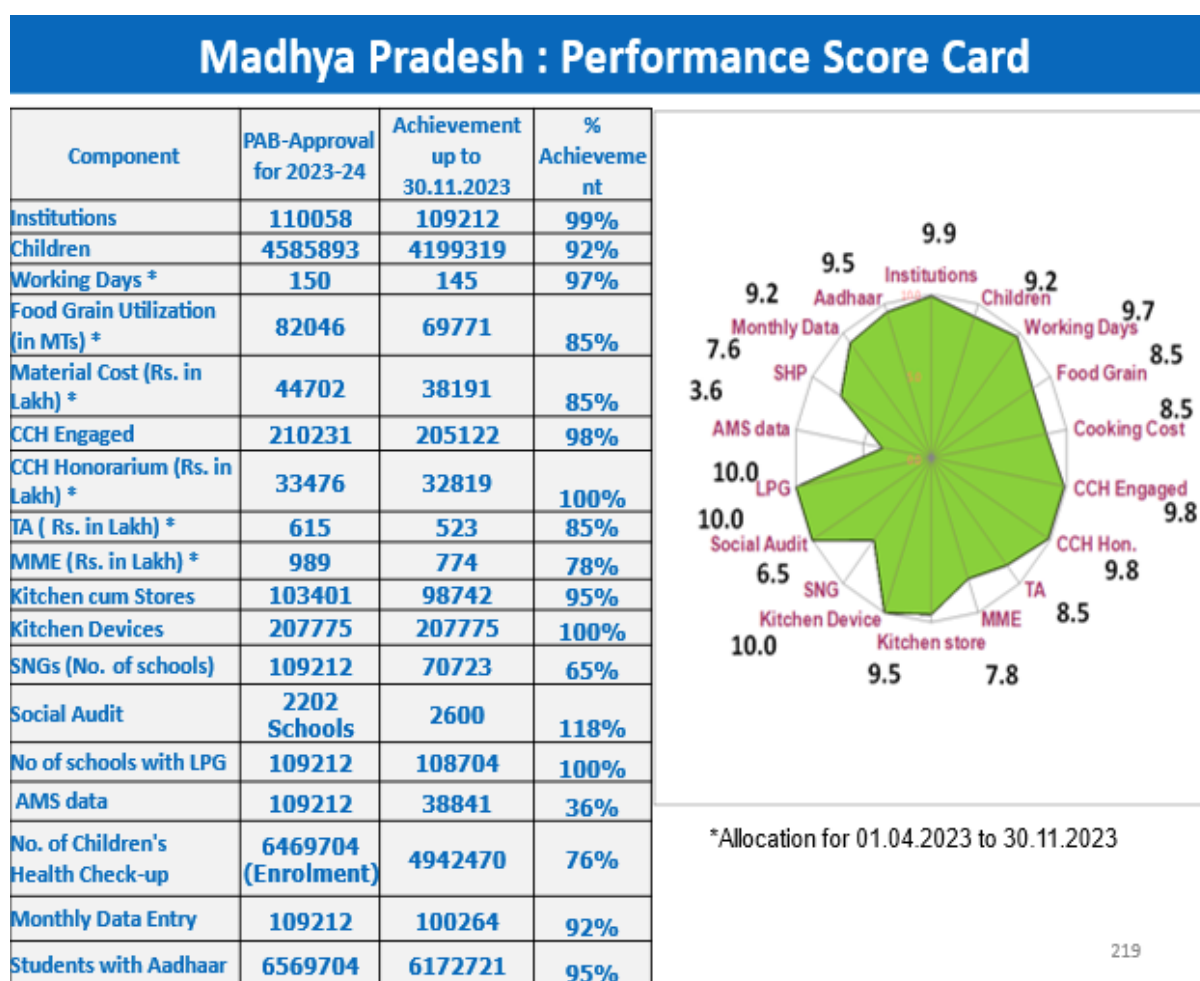 Madhya Pradesh : Performance Score Card
Component PAB-Approval for 2023-24 Achievement up to 30.11.2023 % Achieveme nt
Institutions 110058 109212 99%
Children 4585893 4199319 92%
Working Days * 150 145 97%
Food Grain Utilization (in MTs) * 82046 69771 85%
Material Cost (Rs. in Lakh) * 44702 38191 85%
CCH Engaged 210231 205122 98%
CCH Honorarium (Rs. in Lakh) * 33476 32819 100%
TA ( Rs. in Lakh) * 615 523 85%
MME (Rs. in Lakh) * 989 774 78%
Kitchen cum Stores 103401 98742 95%
Kitchen Devices 207775 207775 100%
SNGs (No. of schools) 109212 70723 65%
Social Audit 2202 Schools 2600 118%
No of schools with LPG 109212 108704 100%
AMS data 109212 38841 36%
No. of Children's Health Check-up 6469704 (Enrolment) 4942470 76%
Monthly Data Entry 109212 100264 92%
Students with Aadhaar 6569704 6172721 95%
9.9
Institutions
9.2
Children
9.7
Working Days
8.5
Food Grain
8.5
Cooking Cost
CCH Engaged
9.8
CCH Hon.
9.8
TA
8.5
MME
7.8
Kitchen store
9.5
Kitchen Device
10.0
SNG
6.5
Social Audit
10.0
LPG
10.0
AMS data
3.6
SHP
7.6
Monthly Data
9.2
Aadhaar
9.5
10.0
*Allocation for 01.04.2023 to 30.11.2023
219